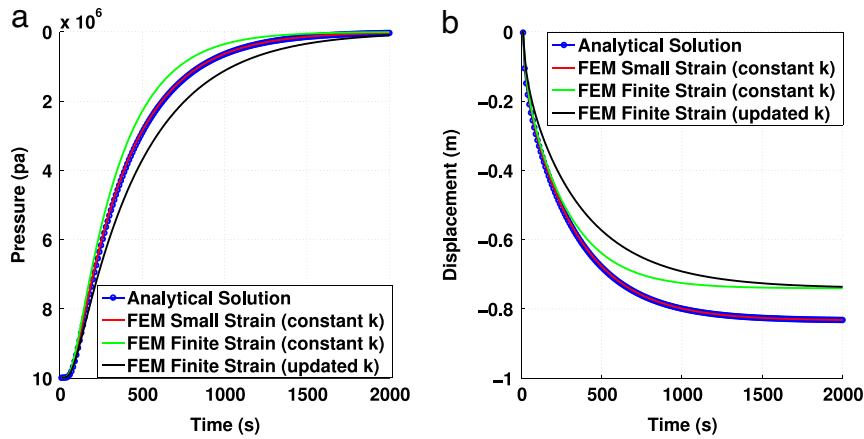 a
x 10⁶
0
2
4
6
8
10
Pressure (pa)
0
500
1000
1500
2000
Time (s)
Analytical Solution
FEM Small Strain (constant k)
FEM Finite Strain (constant k)
FEM Finite Strain (updated k)
b
0
−0.2
−0.4
−0.6
−0.8
−1
Displacement (m)
0
500
1000
1500
2000
Time (s)
Analytical Solution
FEM Small Strain (constant k)
FEM Finite Strain (constant k)
FEM Finite Strain (updated k)